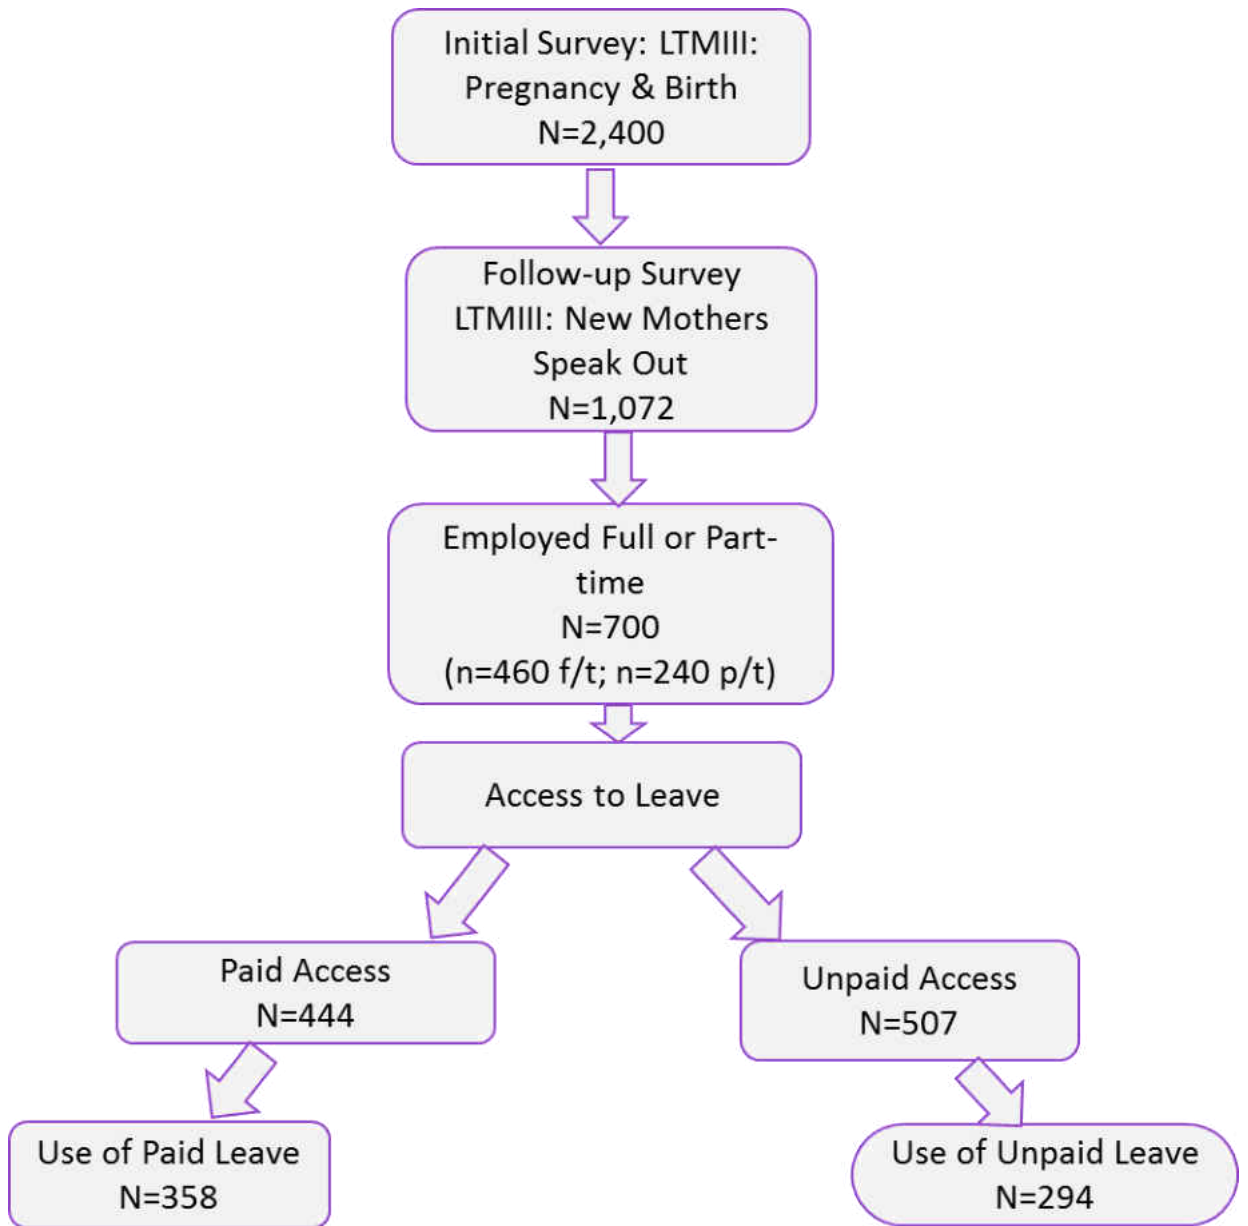 Initial Survey: LTMIII:
Pregnancy & Birth
N=2,400
Follow-up Survey
LTMIII: New Mothers
Speak Out
N=1,072
Employed Full or Part-
time
N=700
(n=460 f/t; n=240 p/t)
Access to Leave
Paid Access
N=444
Unpaid Access
N=507
Use of Paid Leave
N=358
Use of Unpaid Leave
N=294